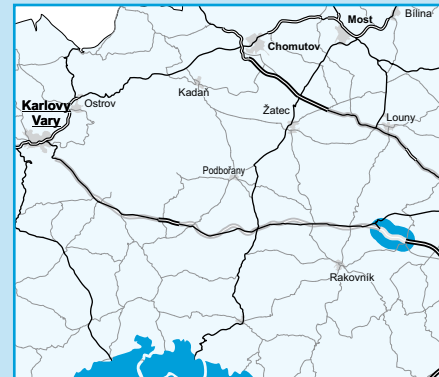 Most
Bílina
Chomutov
Kadaň
Karlovy
Vary
Ostrov
Žatec
Louny
Podbořany
Rakovník